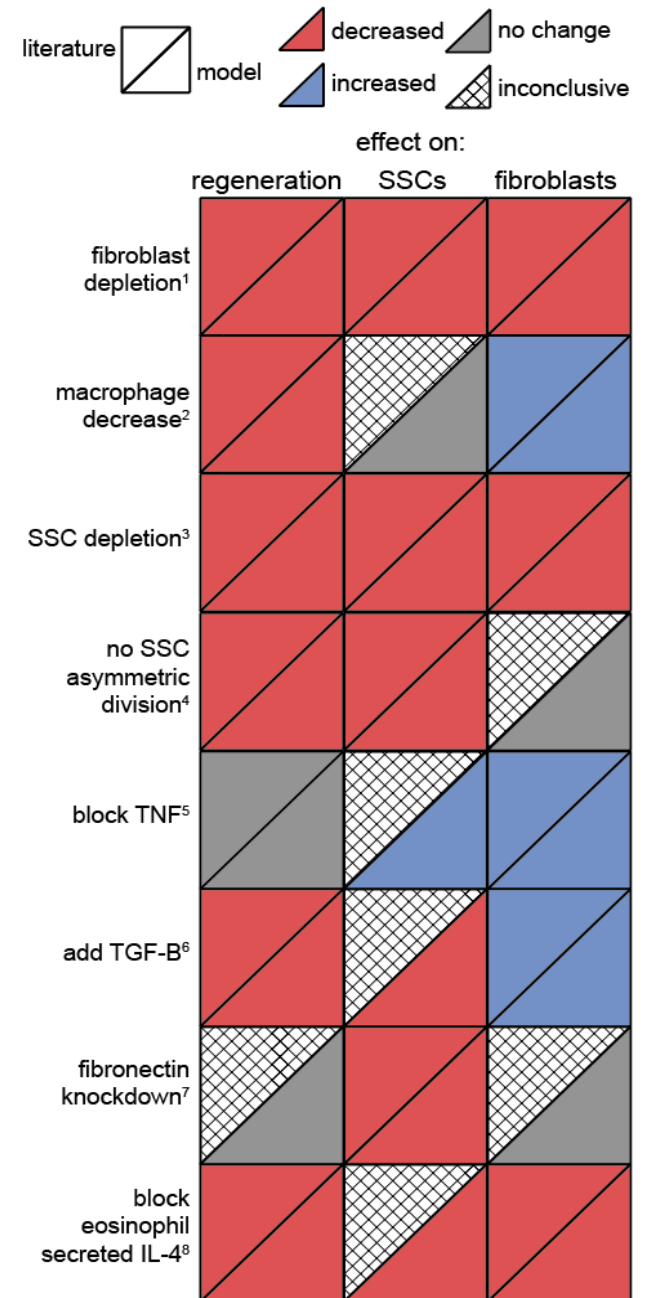 literature
model
decreased
no change
increased
inconclusive
effect on:
regeneration SSCs fibroblasts
fibroblast
depletion¹
macrophage
decrease²
SSC depletion³
no SSC
asymmetric
division⁴
block TNF⁵
add TGF-B⁶
fibronectin
knockdown⁷
block
eosinophil
secreted IL-4⁸